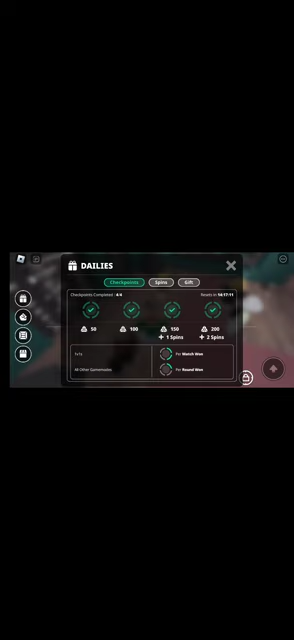 DAILIES
Checkpoints
Spins
Gift
Checkpoints Completed : 4/4
Resets in 16:17:11
50
100
150
200
+ 1 Spins
+ 2 Spins
1v1s
Per Match Won
All Other Gamemodes
Per Round Won